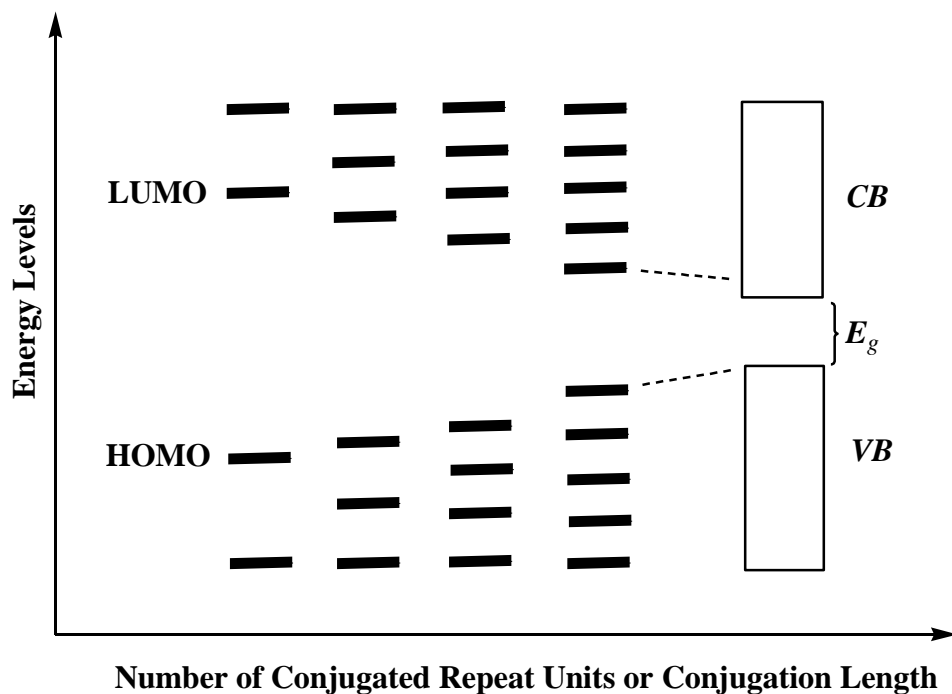 LUMO
CB
Energy Levels
E_g
HOMO
VB
Number of Conjugated Repeat Units or Conjugation Length